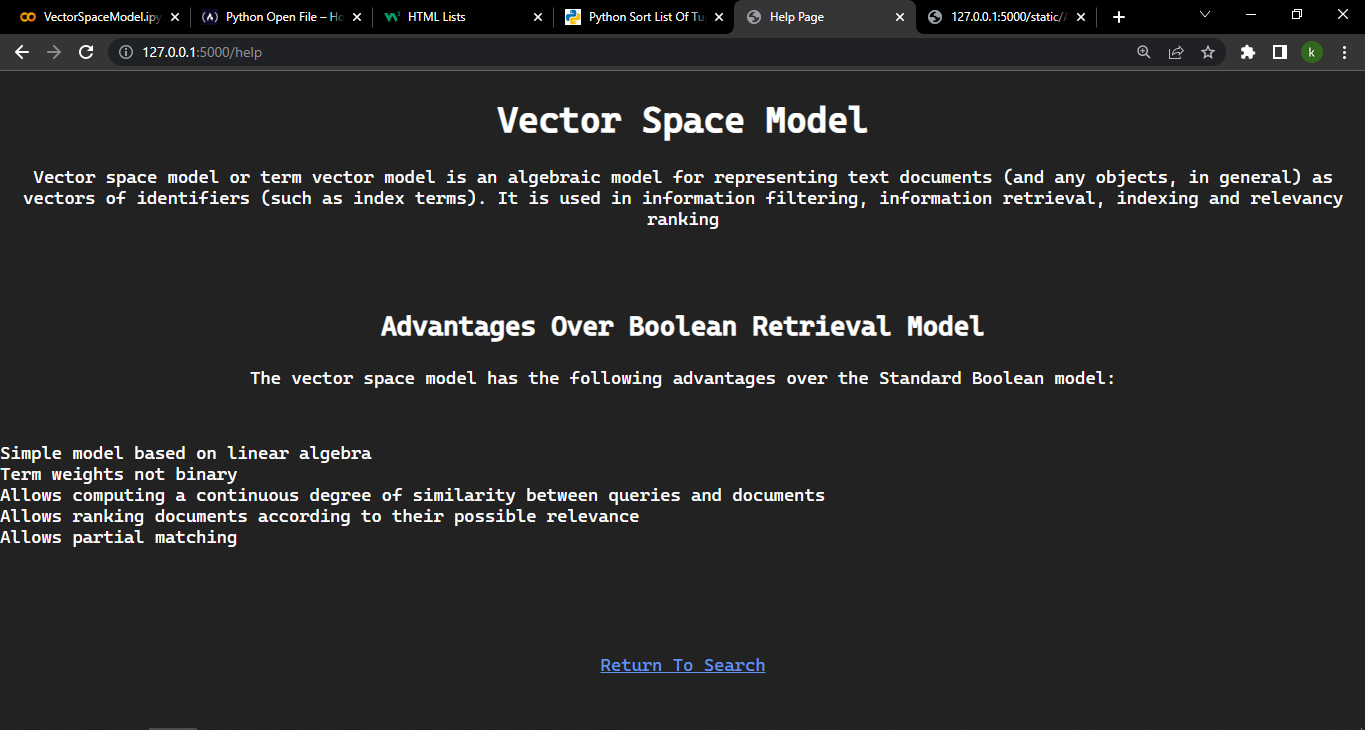 VectorSpaceModel.ipy
Python Open File – Ho
HTML Lists
Python Sort List Of Tu
Help Page
127.0.0.1:5000/static//
127.0.0.1:5000/help
k
Vector Space Model
Vector space model or term vector model is an algebraic model for representing text documents (and any objects, in general) as
vectors of identifiers (such as index terms). It is used in information filtering, information retrieval, indexing and relevancy
ranking
Advantages Over Boolean Retrieval Model
The vector space model has the following advantages over the Standard Boolean model:
Simple model based on linear algebra
Term weights not binary
Allows computing a continuous degree of similarity between queries and documents
Allows ranking documents according to their possible relevance
Allows partial matching
Return To Search